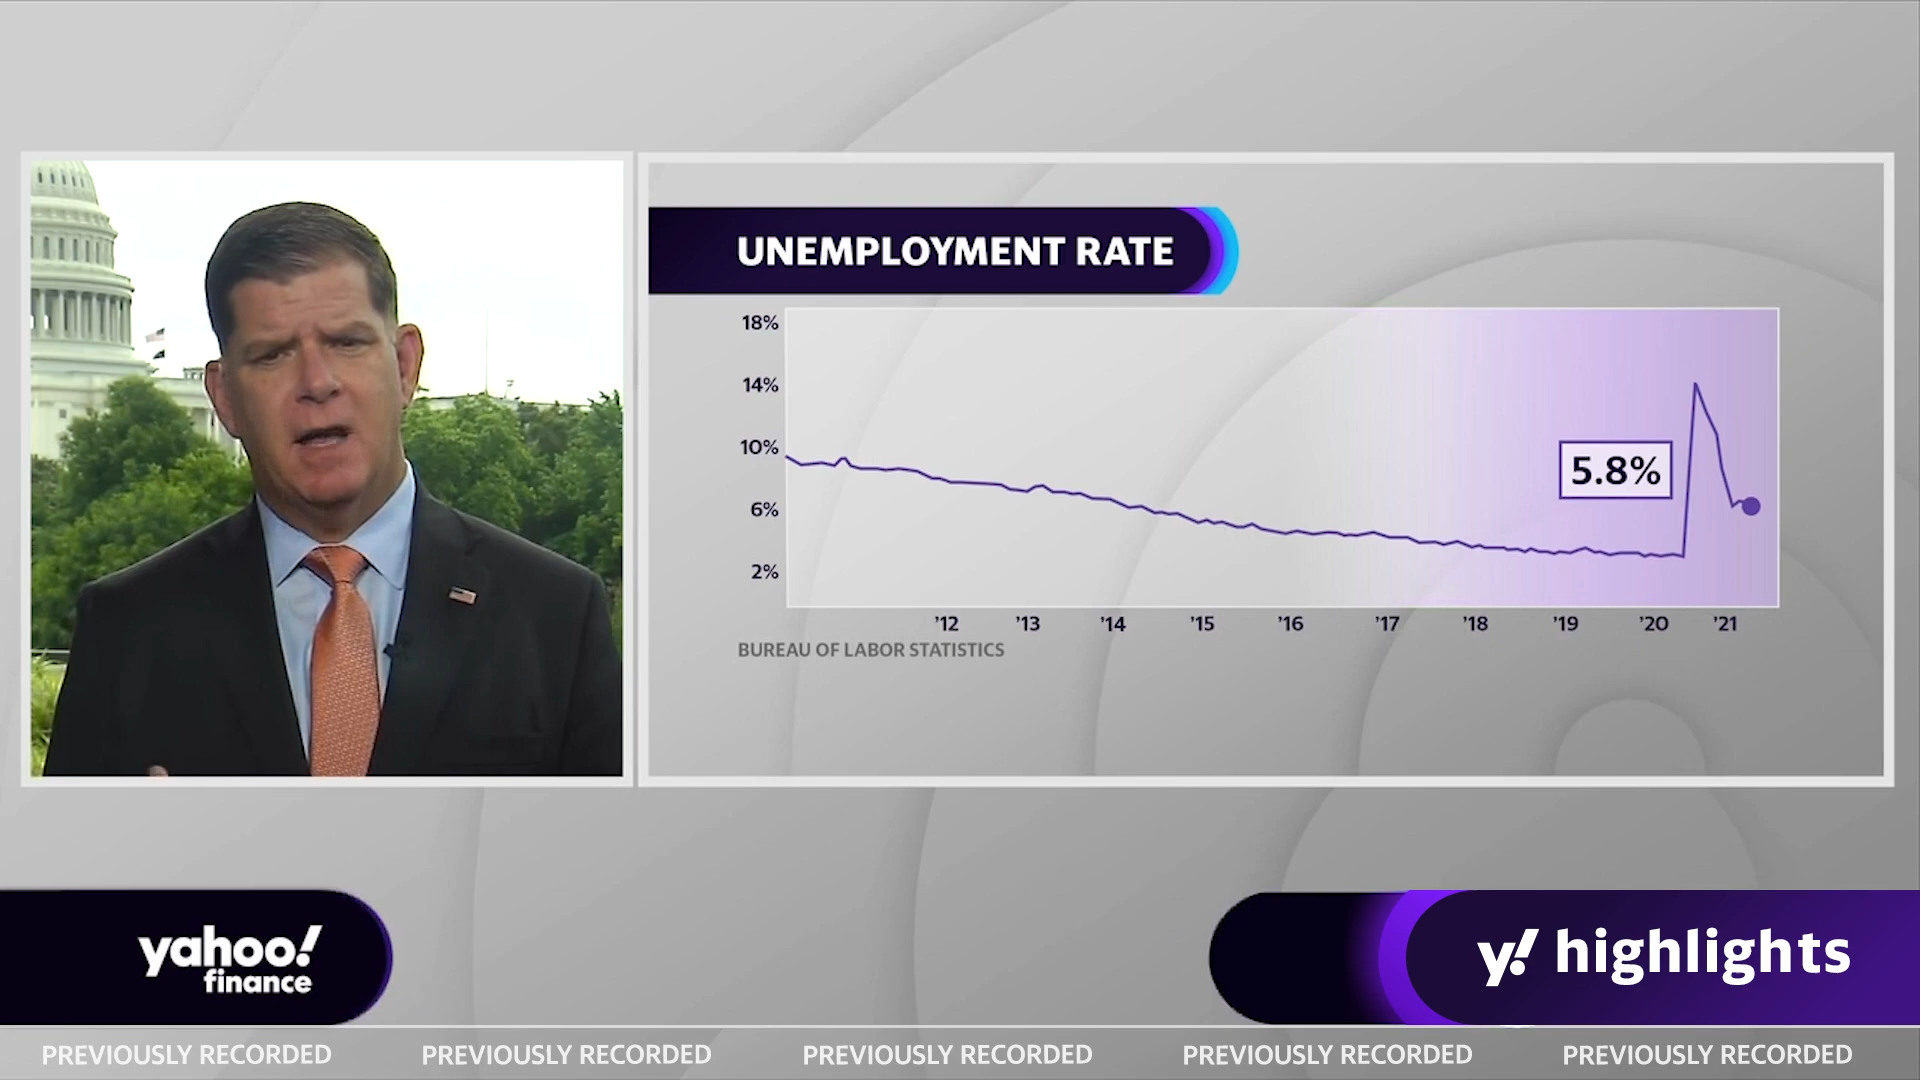 UNEMPLOYMENT RATE
18%
14%
10%
6%
2%
5.8%
'12 '13 '14 '15 '16 '17 '18 '19 '20 '21
BUREAU OF LABOR STATISTICS
yahoo!
finance
y! highlights
PREVIOUSLY RECORDED PREVIOUSLY RECORDED PREVIOUSLY RECORDED PREVIOUSLY RECORDED PREVIOUSLY RECORDED